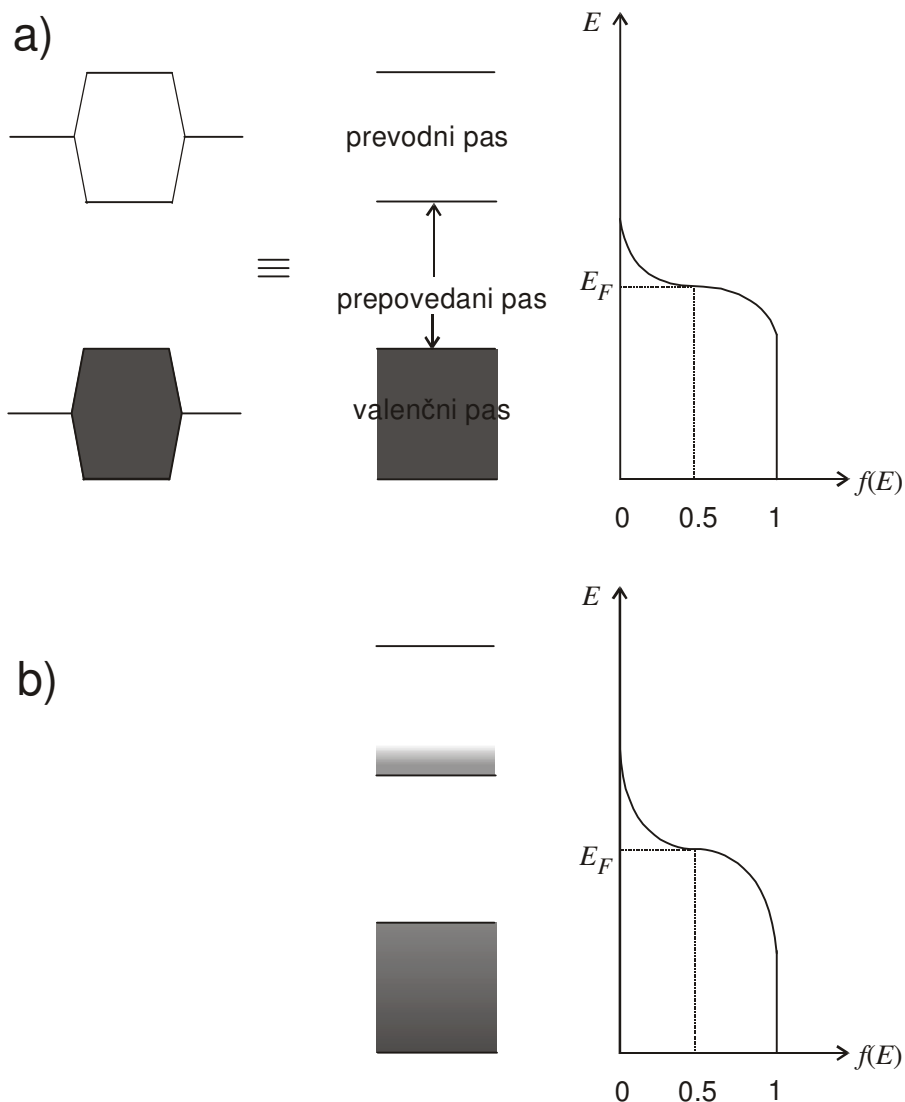 a)
E
prevodni pas
≡
E_F
prepovedani pas
valenčni pas
f(E)
0 0.5 1
E
b)
E_F
f(E)
0 0.5 1